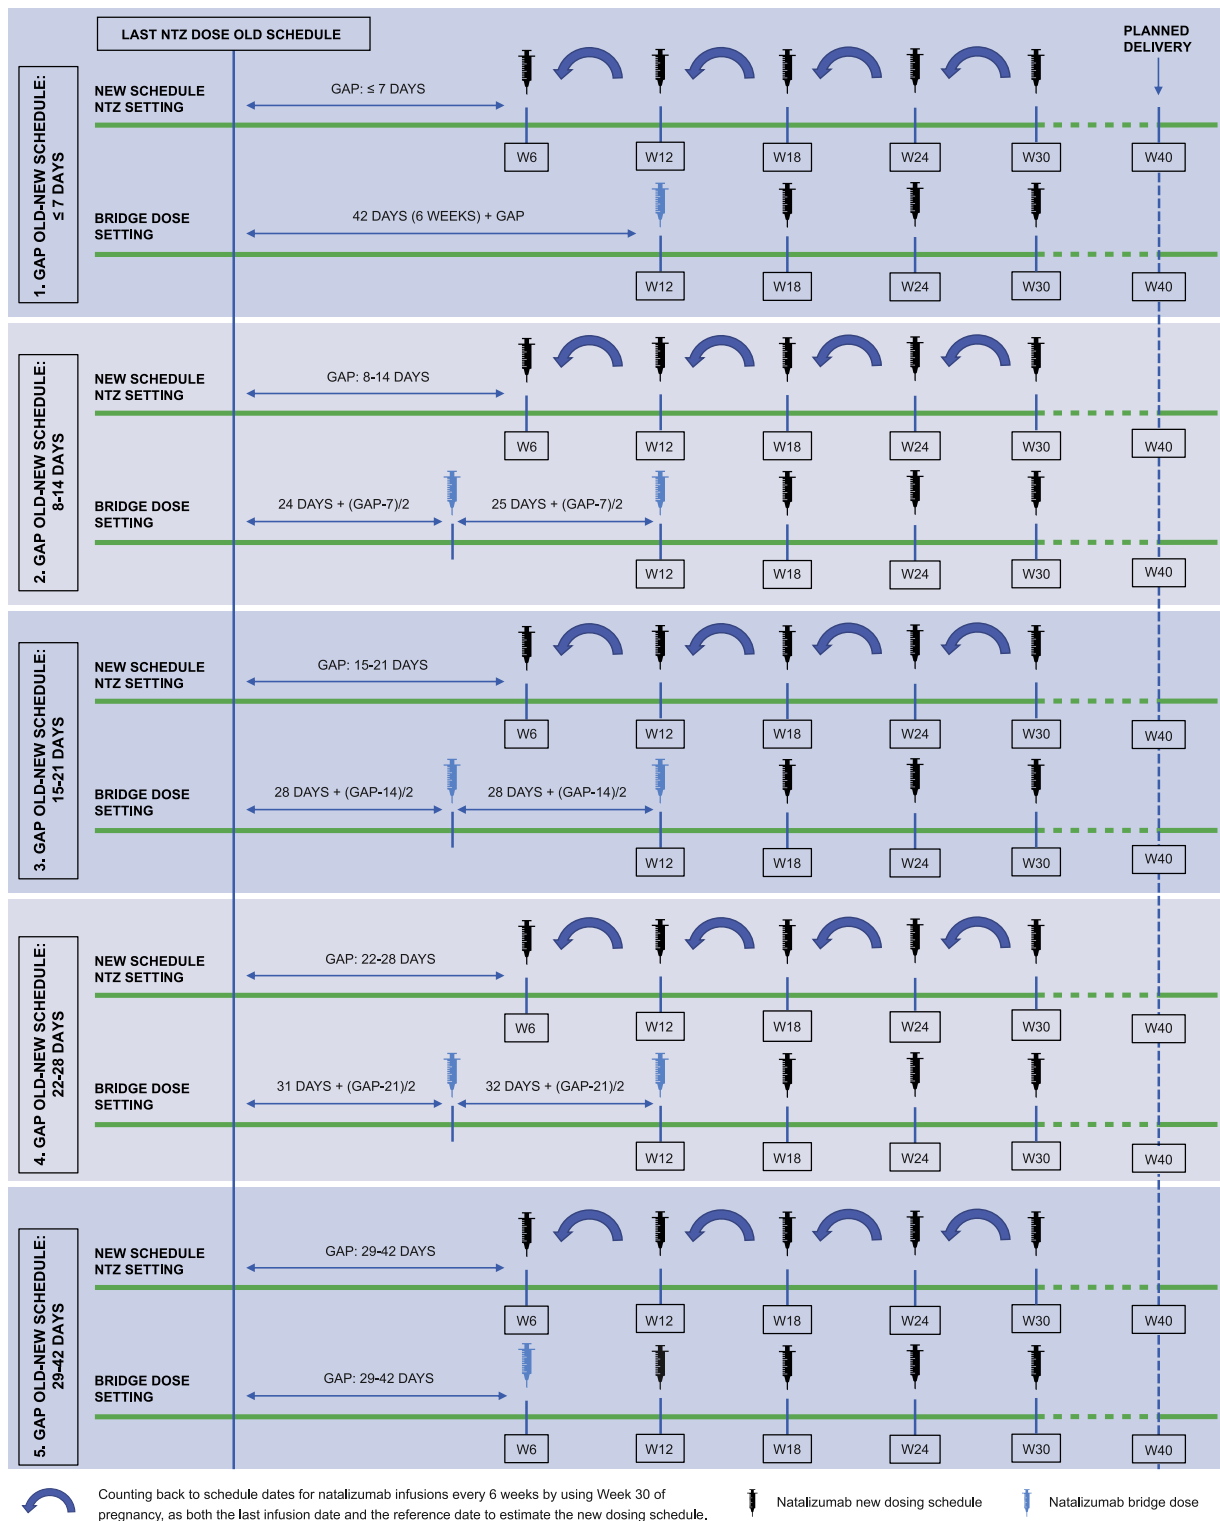 LAST NTZ DOSE OLD SCHEDULE
PLANNED
DELIVERY
1. GAP OLD-NEW SCHEDULE:
≤ 7 DAYS
NEW SCHEDULE
NTZ SETTING
GAP: ≤ 7 DAYS
W6 W12 W18 W24 W30 W40
BRIDGE DOSE
SETTING
42 DAYS (6 WEEKS) + GAP
W12 W18 W24 W30 W40
2. GAP OLD-NEW SCHEDULE:
8-14 DAYS
NEW SCHEDULE
NTZ SETTING
GAP: 8-14 DAYS
W6 W12 W18 W24 W30 W40
BRIDGE DOSE
SETTING
24 DAYS + (GAP-7)/2 25 DAYS + (GAP-7)/2
W12 W18 W24 W30 W40
3. GAP OLD-NEW SCHEDULE:
15-21 DAYS
NEW SCHEDULE
NTZ SETTING
GAP: 15-21 DAYS
W6 W12 W18 W24 W30 W40
BRIDGE DOSE
SETTING
28 DAYS + (GAP-14)/2 28 DAYS + (GAP-14)/2
W12 W18 W24 W30 W40
4. GAP OLD-NEW SCHEDULE:
22-28 DAYS
NEW SCHEDULE
NTZ SETTING
GAP: 22-28 DAYS
W6 W12 W18 W24 W30 W40
BRIDGE DOSE
SETTING
31 DAYS + (GAP-21)/2 32 DAYS + (GAP-21)/2
W12 W18 W24 W30 W40
5. GAP OLD-NEW SCHEDULE:
29-42 DAYS
NEW SCHEDULE
NTZ SETTING
GAP: 29-42 DAYS
W6 W12 W18 W24 W30 W40
BRIDGE DOSE
SETTING
GAP: 29-42 DAYS
W6 W12 W18 W24 W30 W40
Counting back to schedule dates for natalizumab infusions every 6 weeks by using Week 30 of
pregnancy, as both the last infusion date and the reference date to estimate the new dosing schedule.
Natalizumab new dosing schedule
Natalizumab bridge dose